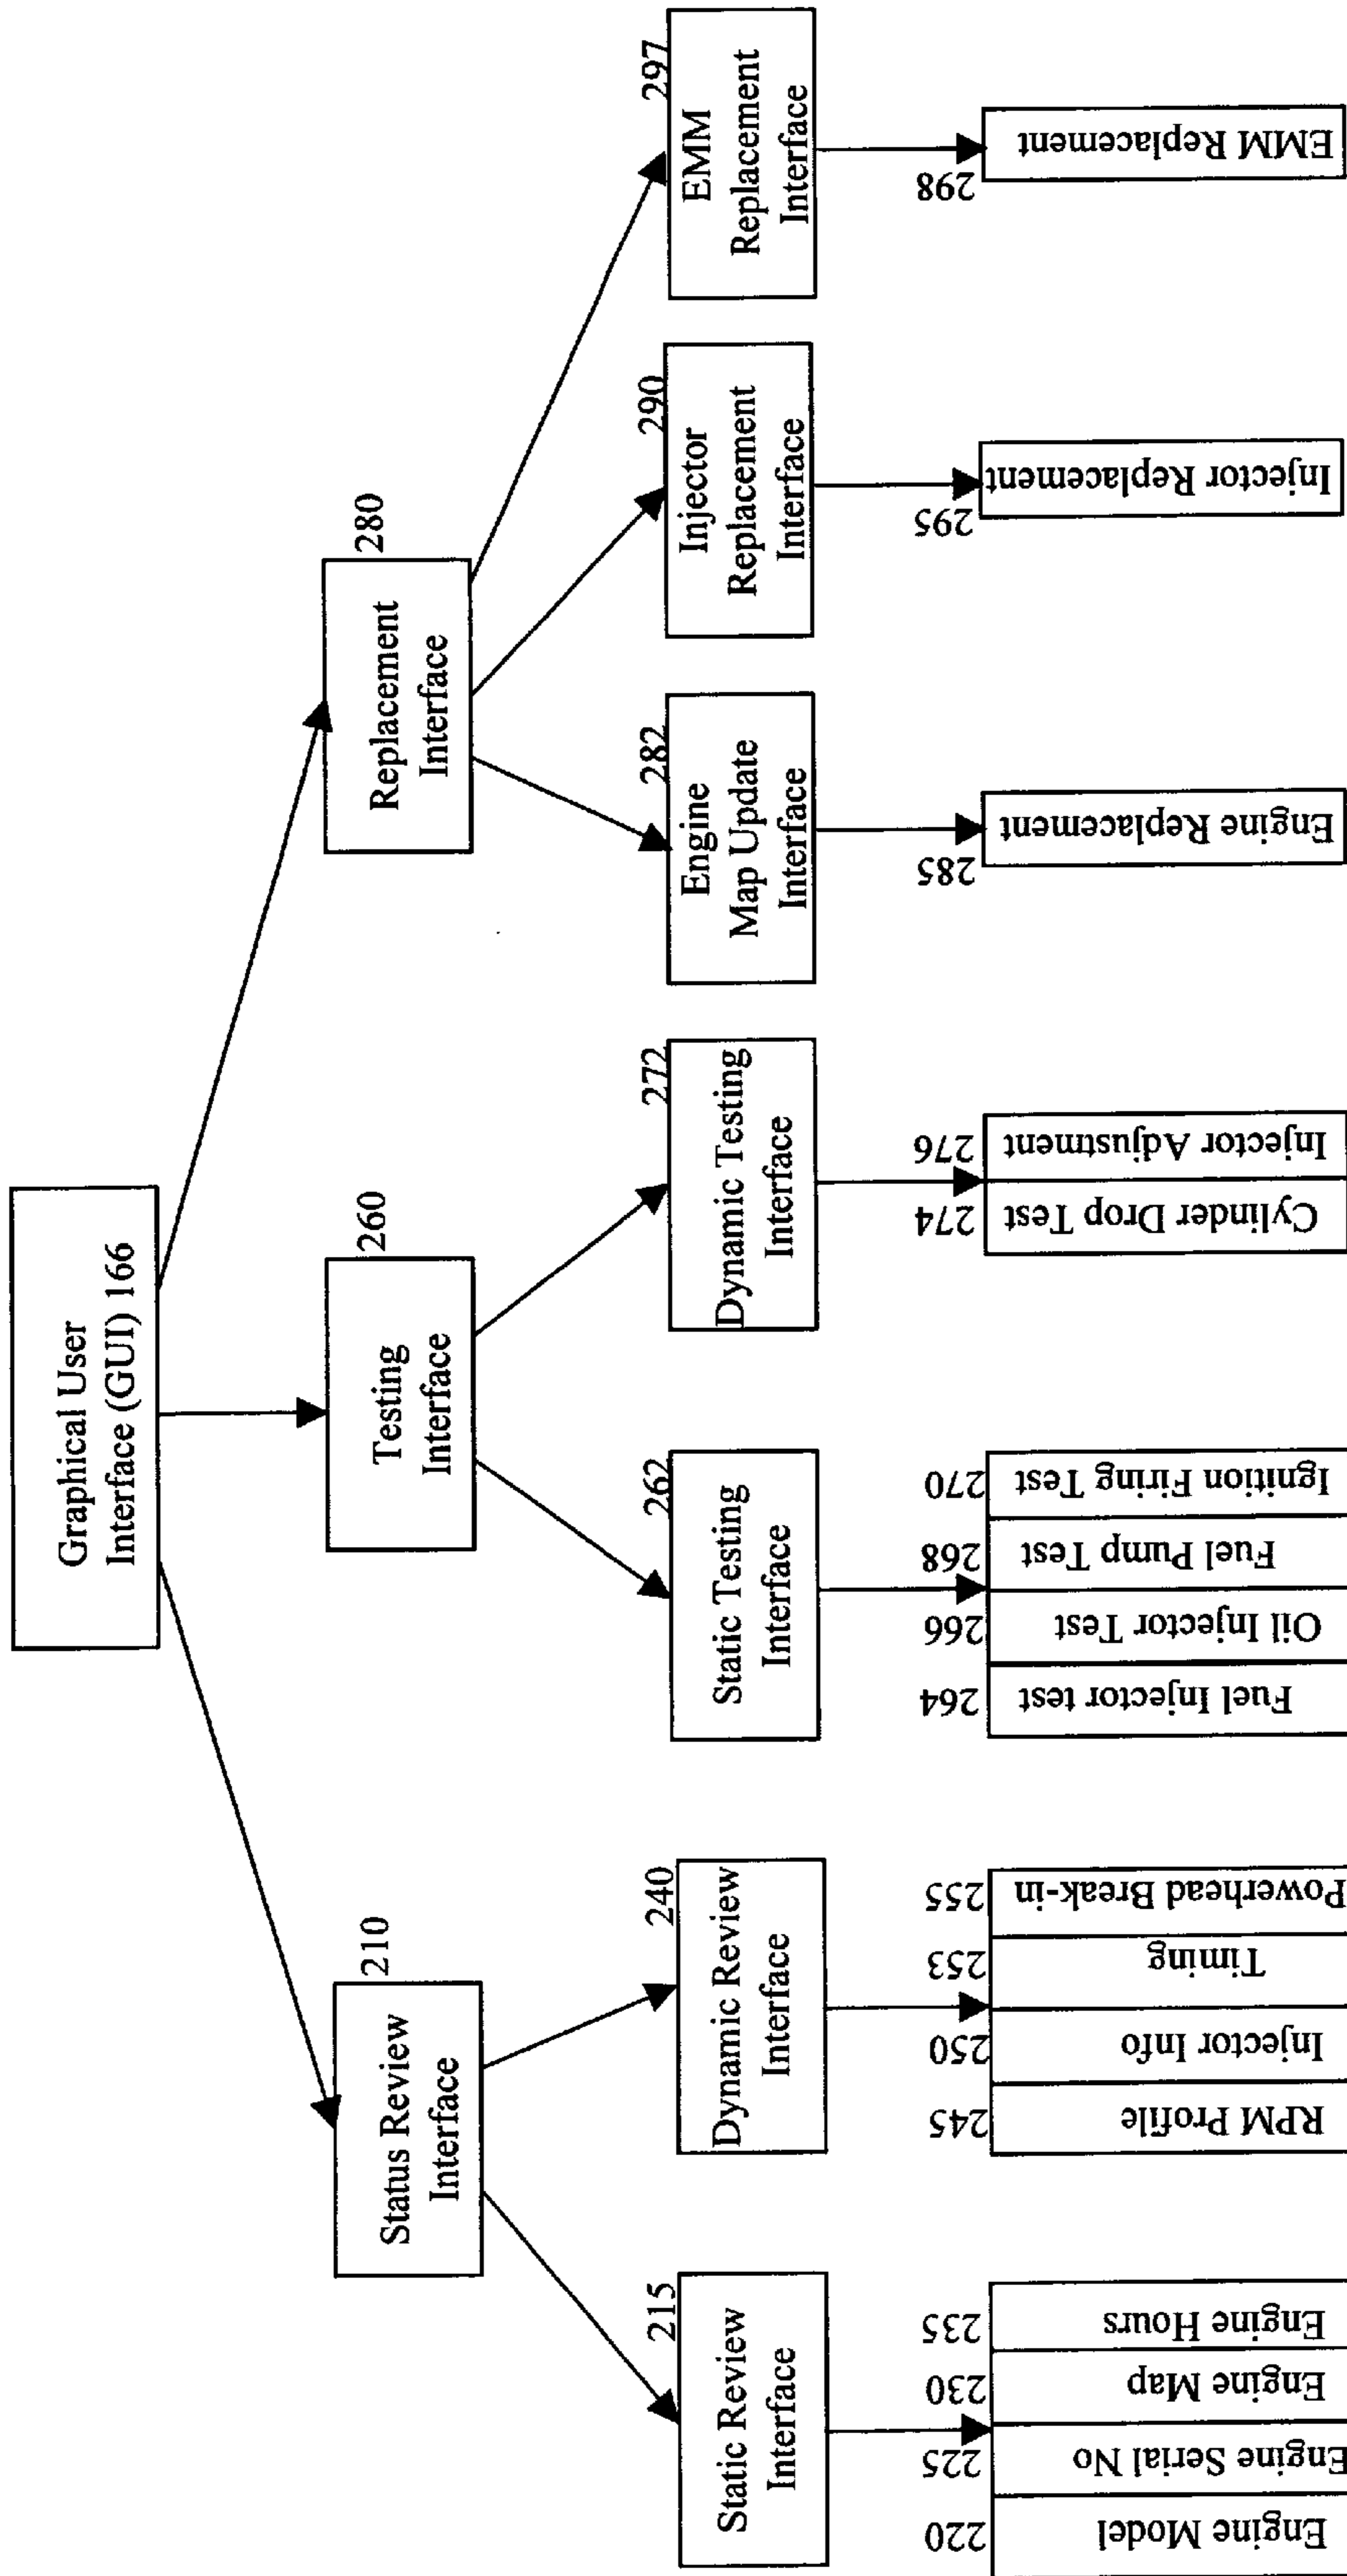 Graphical User
Interface (GUI) 166
210
Status Review
Interface
260
Testing
Interface
280
Replacement
Interface
215
Static Review
Interface
240
Dynamic Review
Interface
262
Static Testing
Interface
272
Dynamic Testing
Interface
282
Engine
Map Update
Interface
290
Injector
Replacement
Interface
297
EMM
Replacement
Interface
220
Engine Model
225
Engine Serial No
230
Engine Map
235
Engine Hours
245
RPM Profile
250
Injector Info
253
Timing
255
Powerhead Break-in
264
Fuel Injector test
266
Oil Injector Test
268
Fuel Pump Test
270
Ignition Firing Test
274
Cylinder Drop Test
276
Injector Adjustment
285
Engine Replacement
295
Injector Replacement
298
EMM Replacement